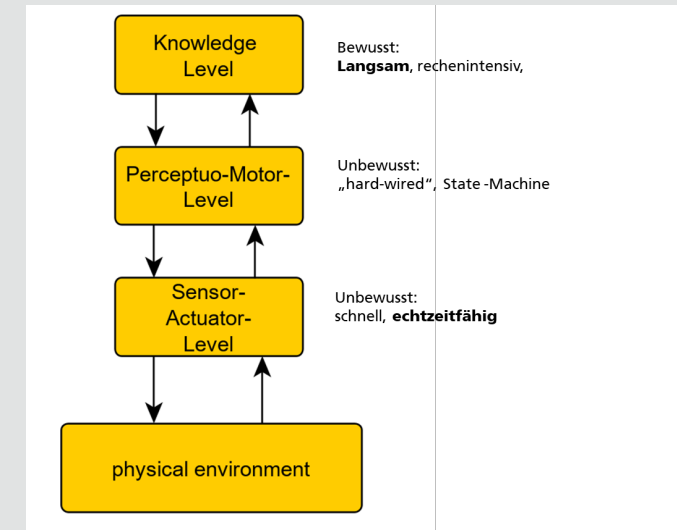 Knowledge
Level
Bewusst:
Langsam, rechenintensiv,
Perceptuo-Motor-
Level
Unbewusst:
„hard-wired“, State -Machine
Sensor-
Actuator-
Level
Unbewusst:
schnell, echtzeitfähig
physical environment